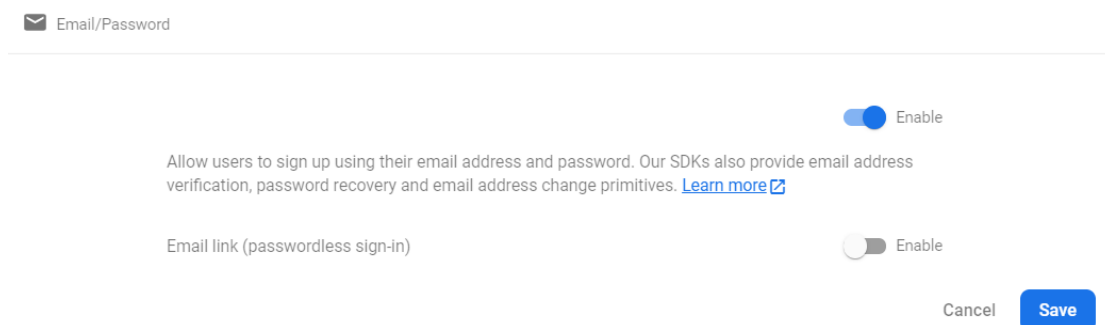 Email/Password
Enable
Allow users to sign up using their email address and password. Our SDKs also provide email address
verification, password recovery and email address change primitives. Learn more
Email link (passwordless sign-in) Enable
Cancel Save